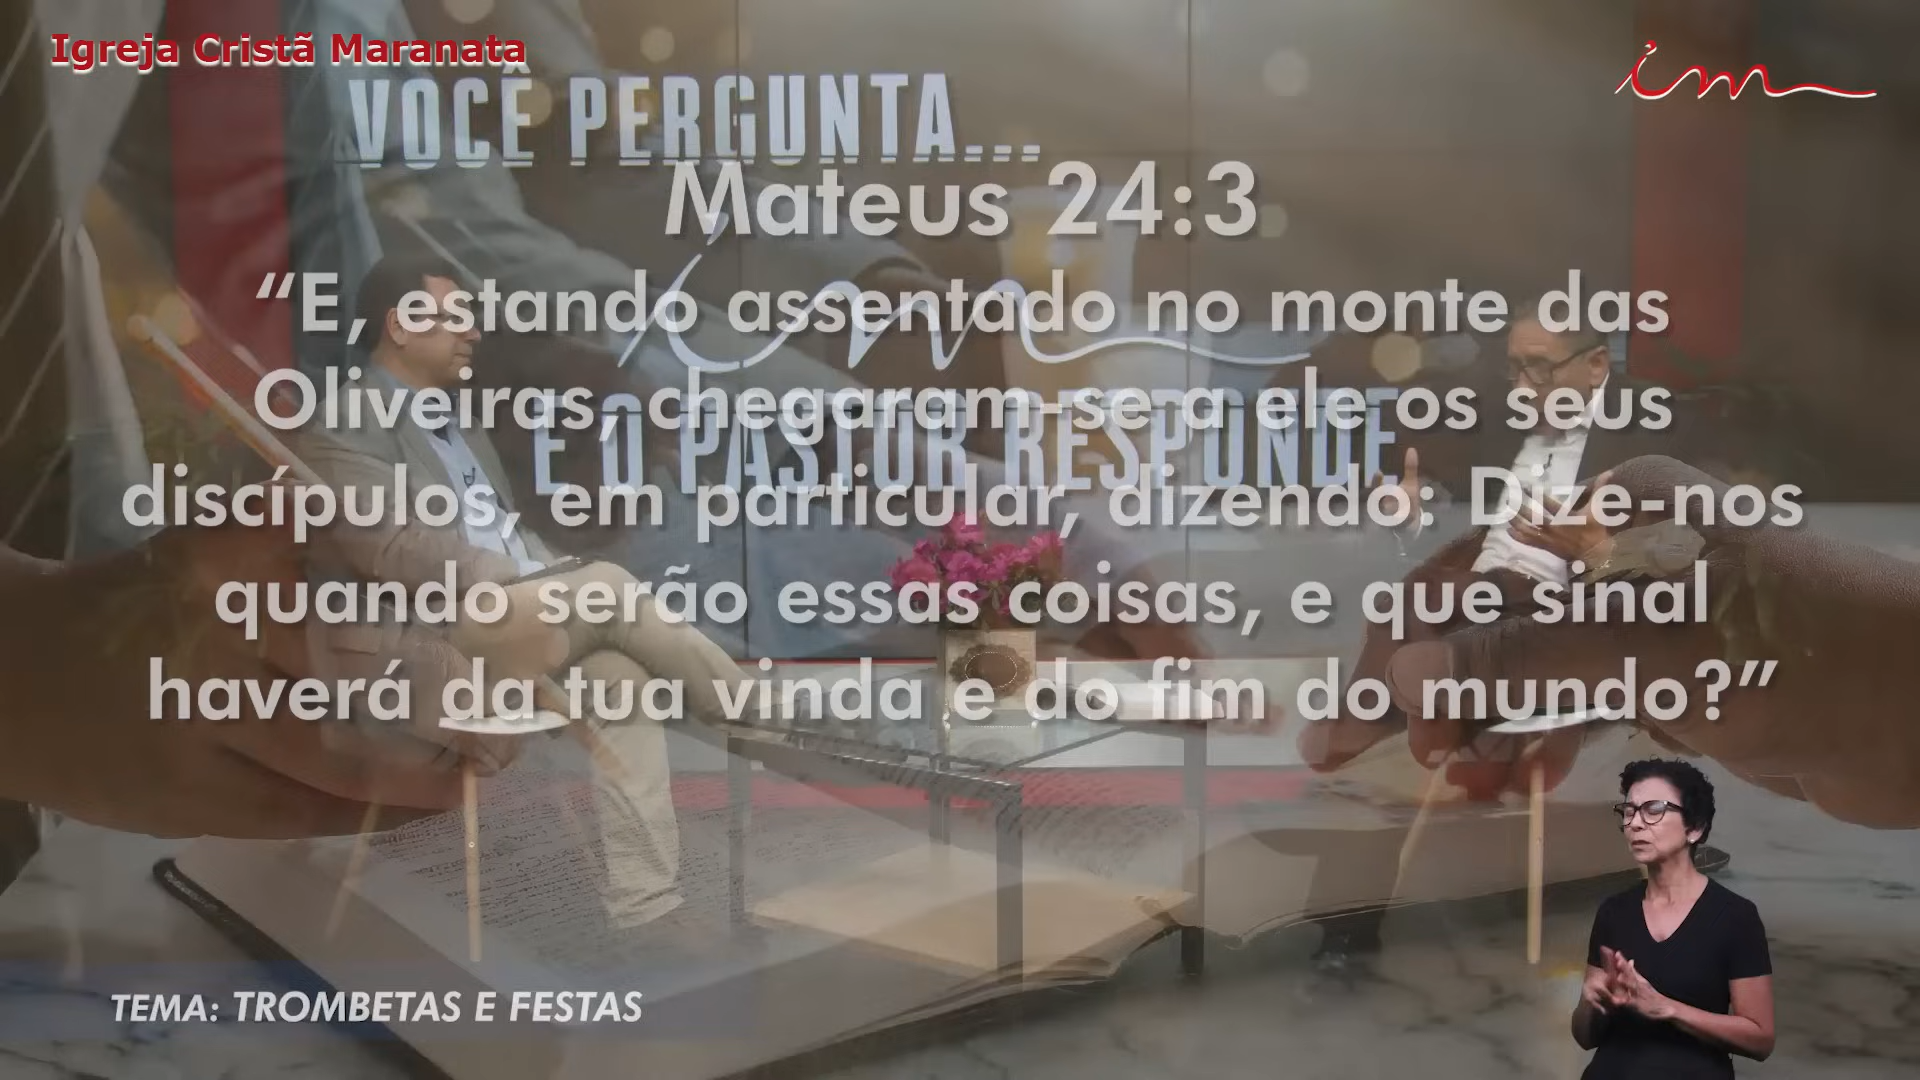 Igreja Cristã Maranata
im
VOCÊ PERGUNTA...
Mateus 24:3
im
“E, estando assentado no monte das
Oliveiras, chegaram-se a ele os seus
E O PASTOR RESPONDE
discípulos, em particular, dizendo: Dize-nos
quando serão essas coisas, e que sinal
haverá da tua vinda e do fim do mundo?”
TEMA: TROMBETAS E FESTAS